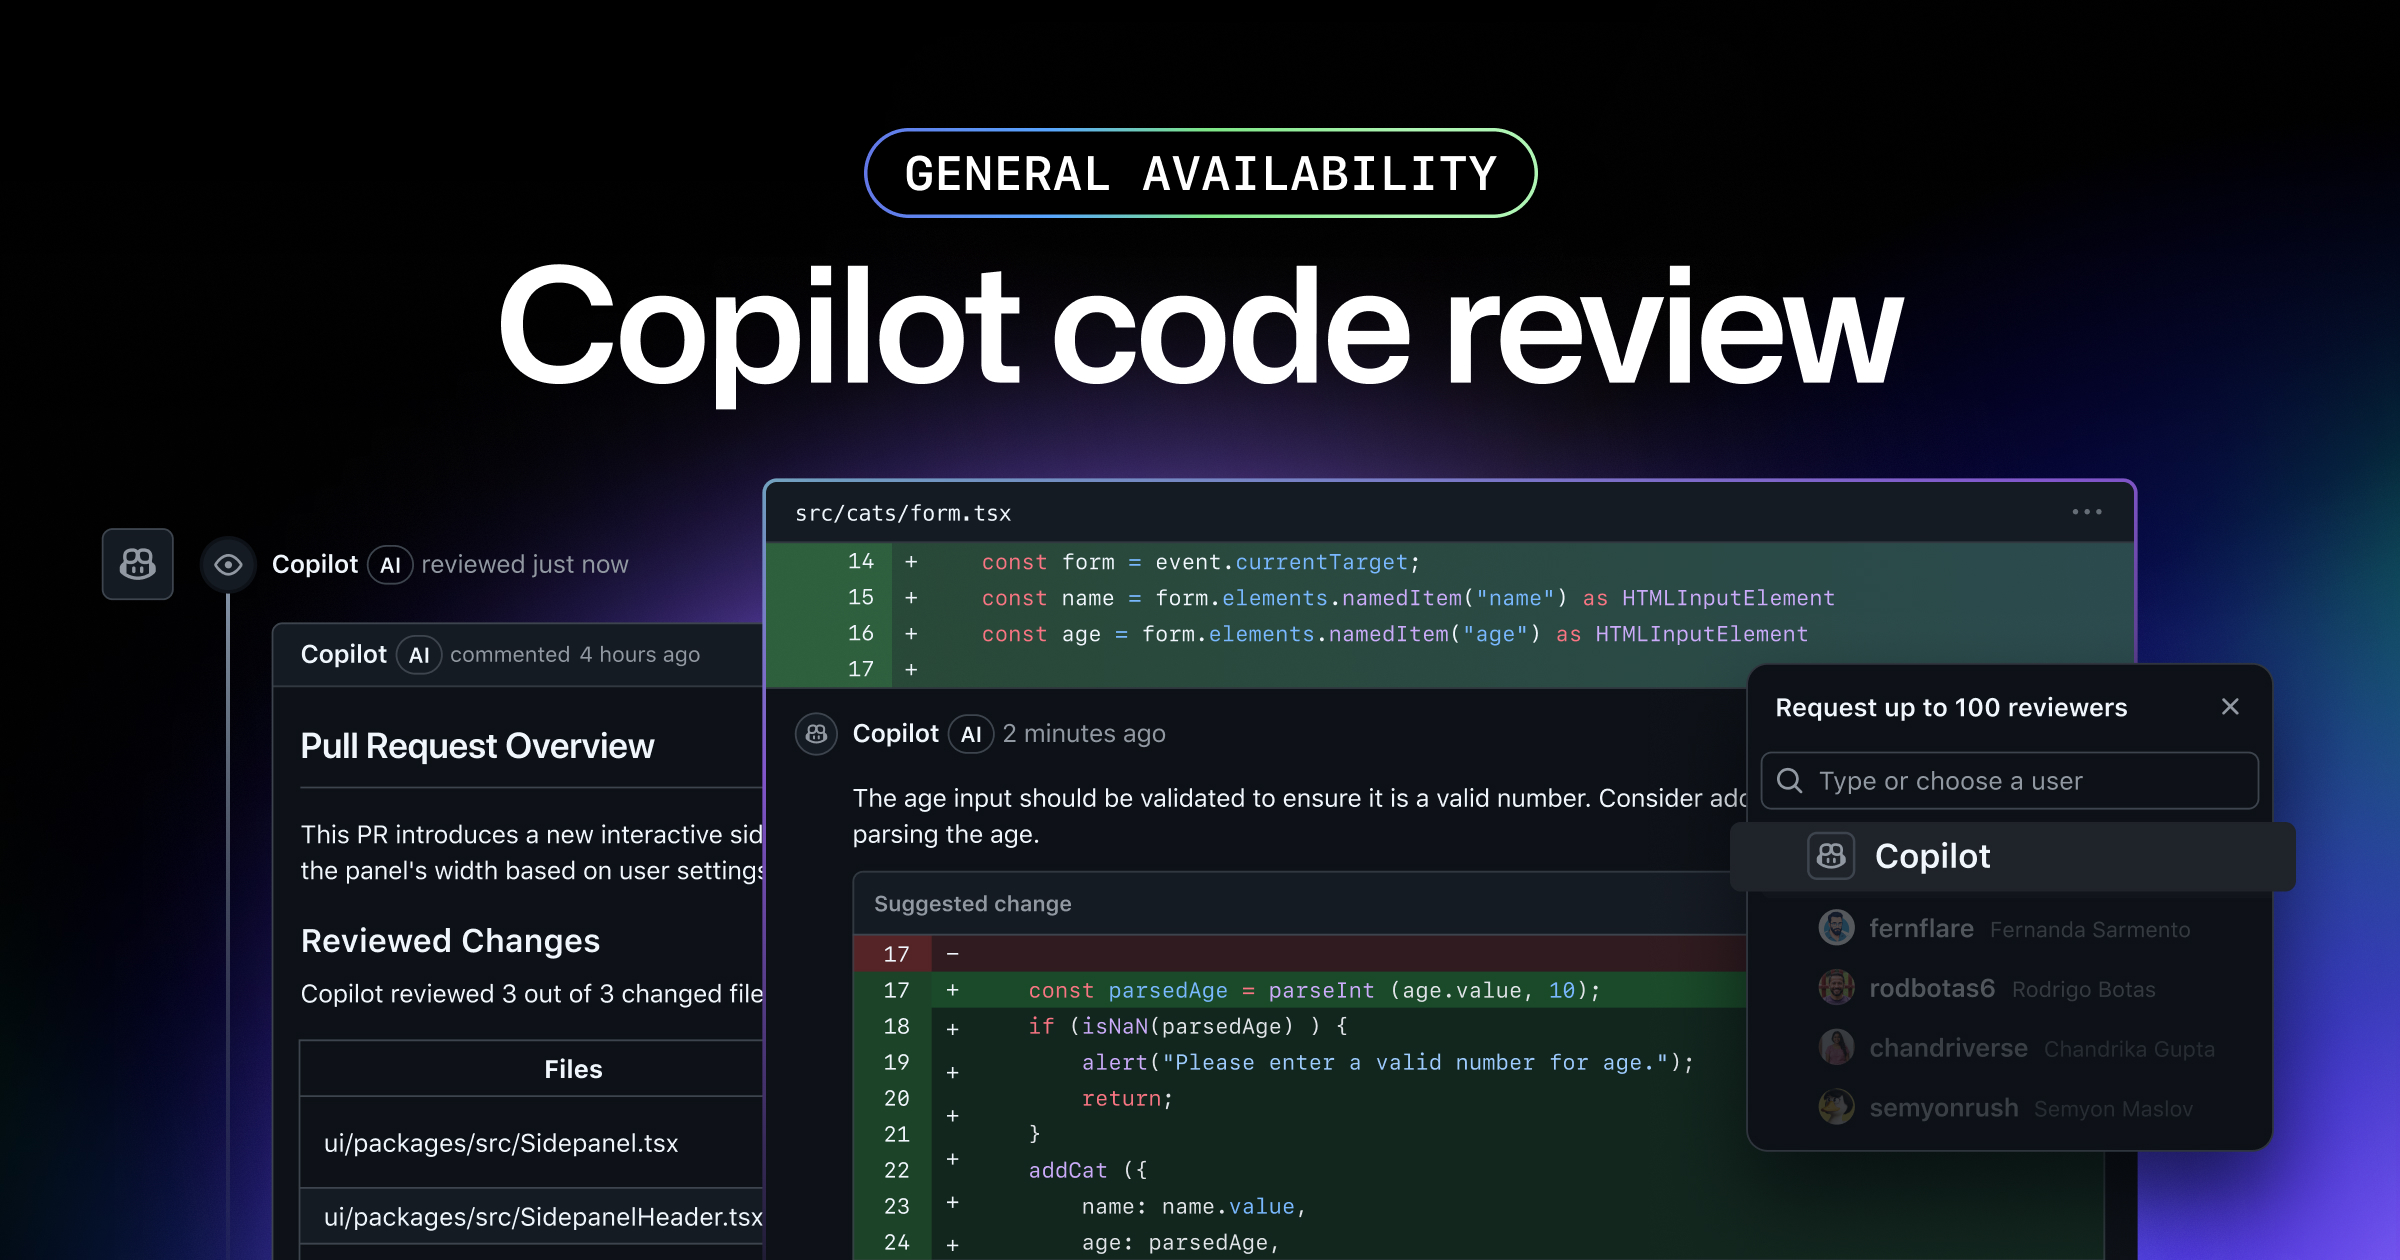 GENERAL AVAILABILITY
Copilot code review
Copilot AI reviewed just now
Copilot AI commented 4 hours ago
Pull Request Overview
This PR introduces a new interactive sid
the panel's width based on user settings
Reviewed Changes
Copilot reviewed 3 out of 3 changed file
Files
ui/packages/src/Sidepanel.tsx
ui/packages/src/SidepanelHeader.tsx
src/cats/form.tsx
14 + const form = event.currentTarget;
15 + const name = form.elements.namedItem("name") as HTMLInputElement
16 + const age = form.elements.namedItem("age") as HTMLInputElement
17 +
Copilot AI 2 minutes ago
The age input should be validated to ensure it is a valid number. Consider add
parsing the age.
Suggested change
17 −
17 + const parsedAge = parseInt (age.value, 10);
18 + if (isNaN(parsedAge) ) {
19 + alert("Please enter a valid number for age.");
20 + return;
21 + }
22 + addCat ({
23 + name: name.value,
24 + age: parsedAge,
Request up to 100 reviewers
Type or choose a user
Copilot
fernflare Fernanda Sarmento
rodbotas6 Rodrigo Botas
chandriverse Chandrika Gupta
semyonrush Semyon Maslov